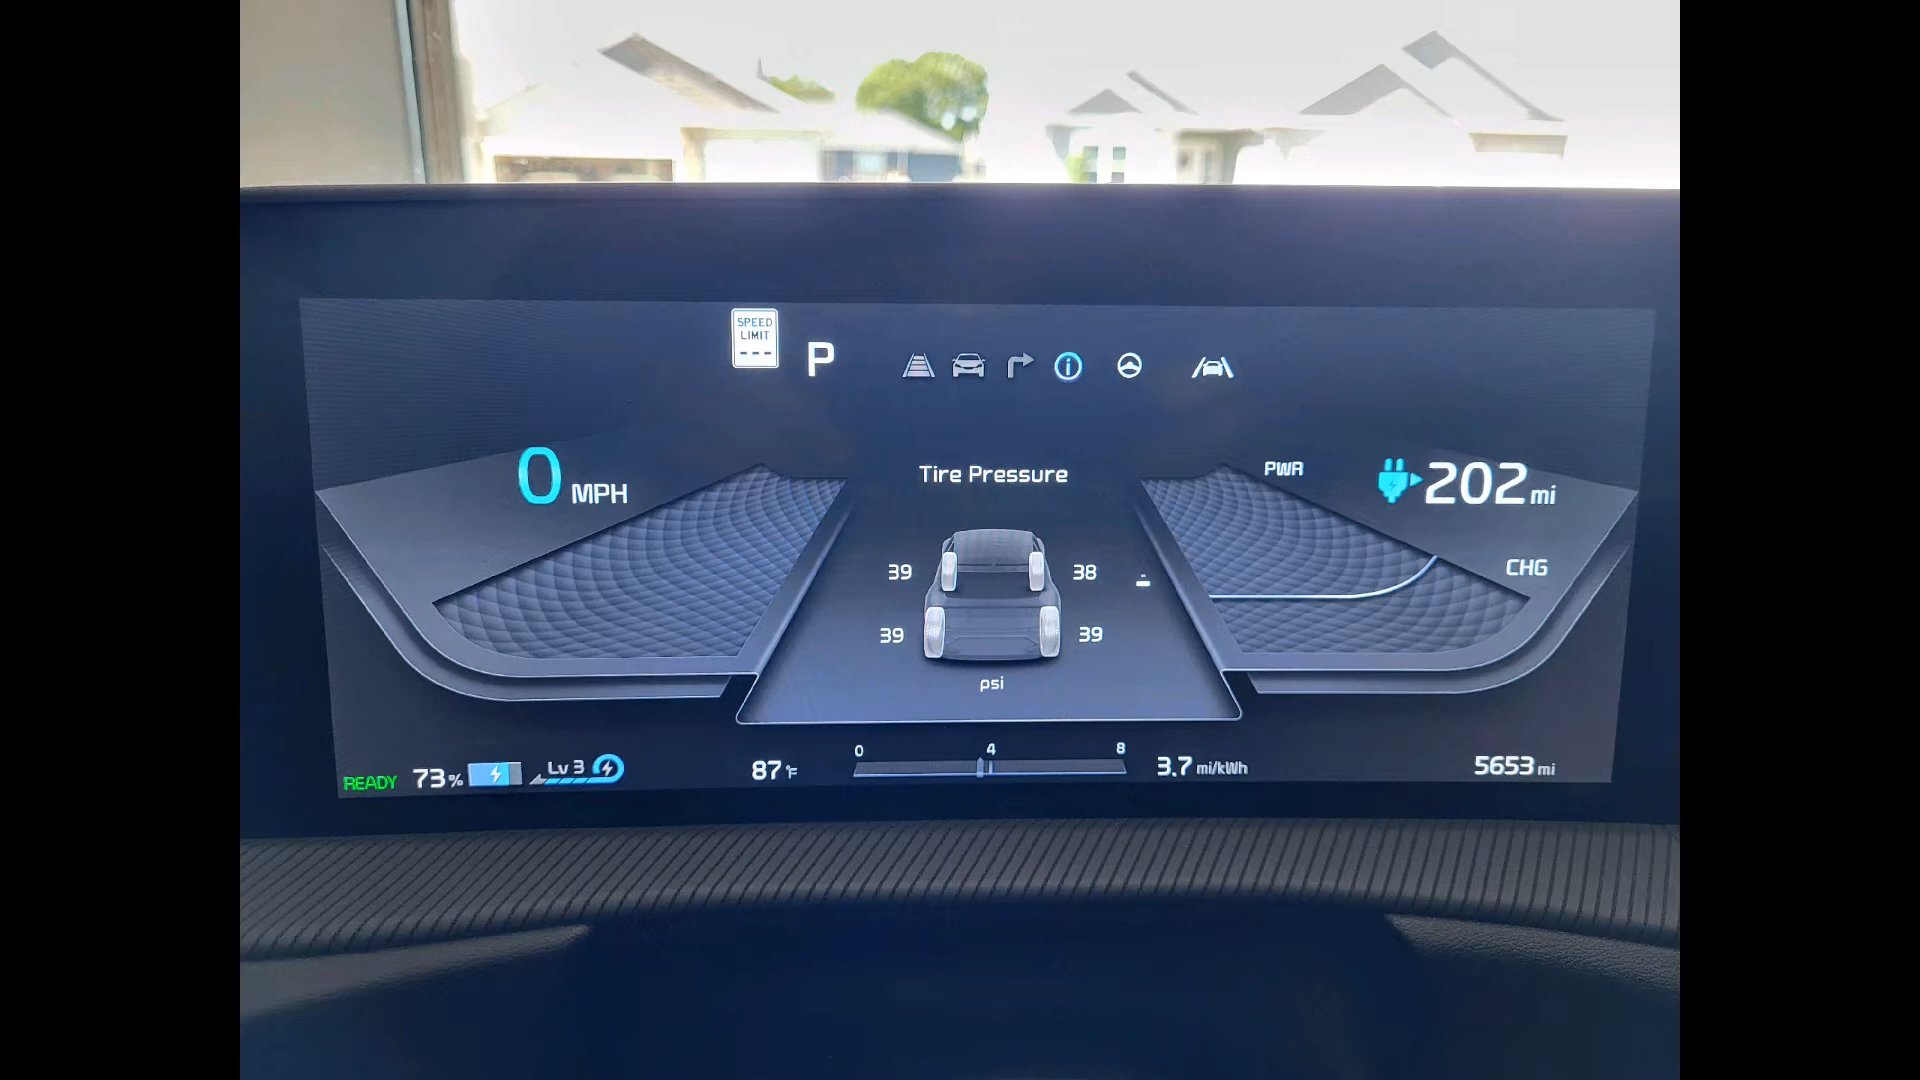 SPEED
LIMIT
---
P
0 MPH
Tire Pressure
PWR
202 mi
39
38
CHG
39
39
psi
0 4 8
READY
73%
Lv 3
87°F
3.7 mi/kWh
5653 mi